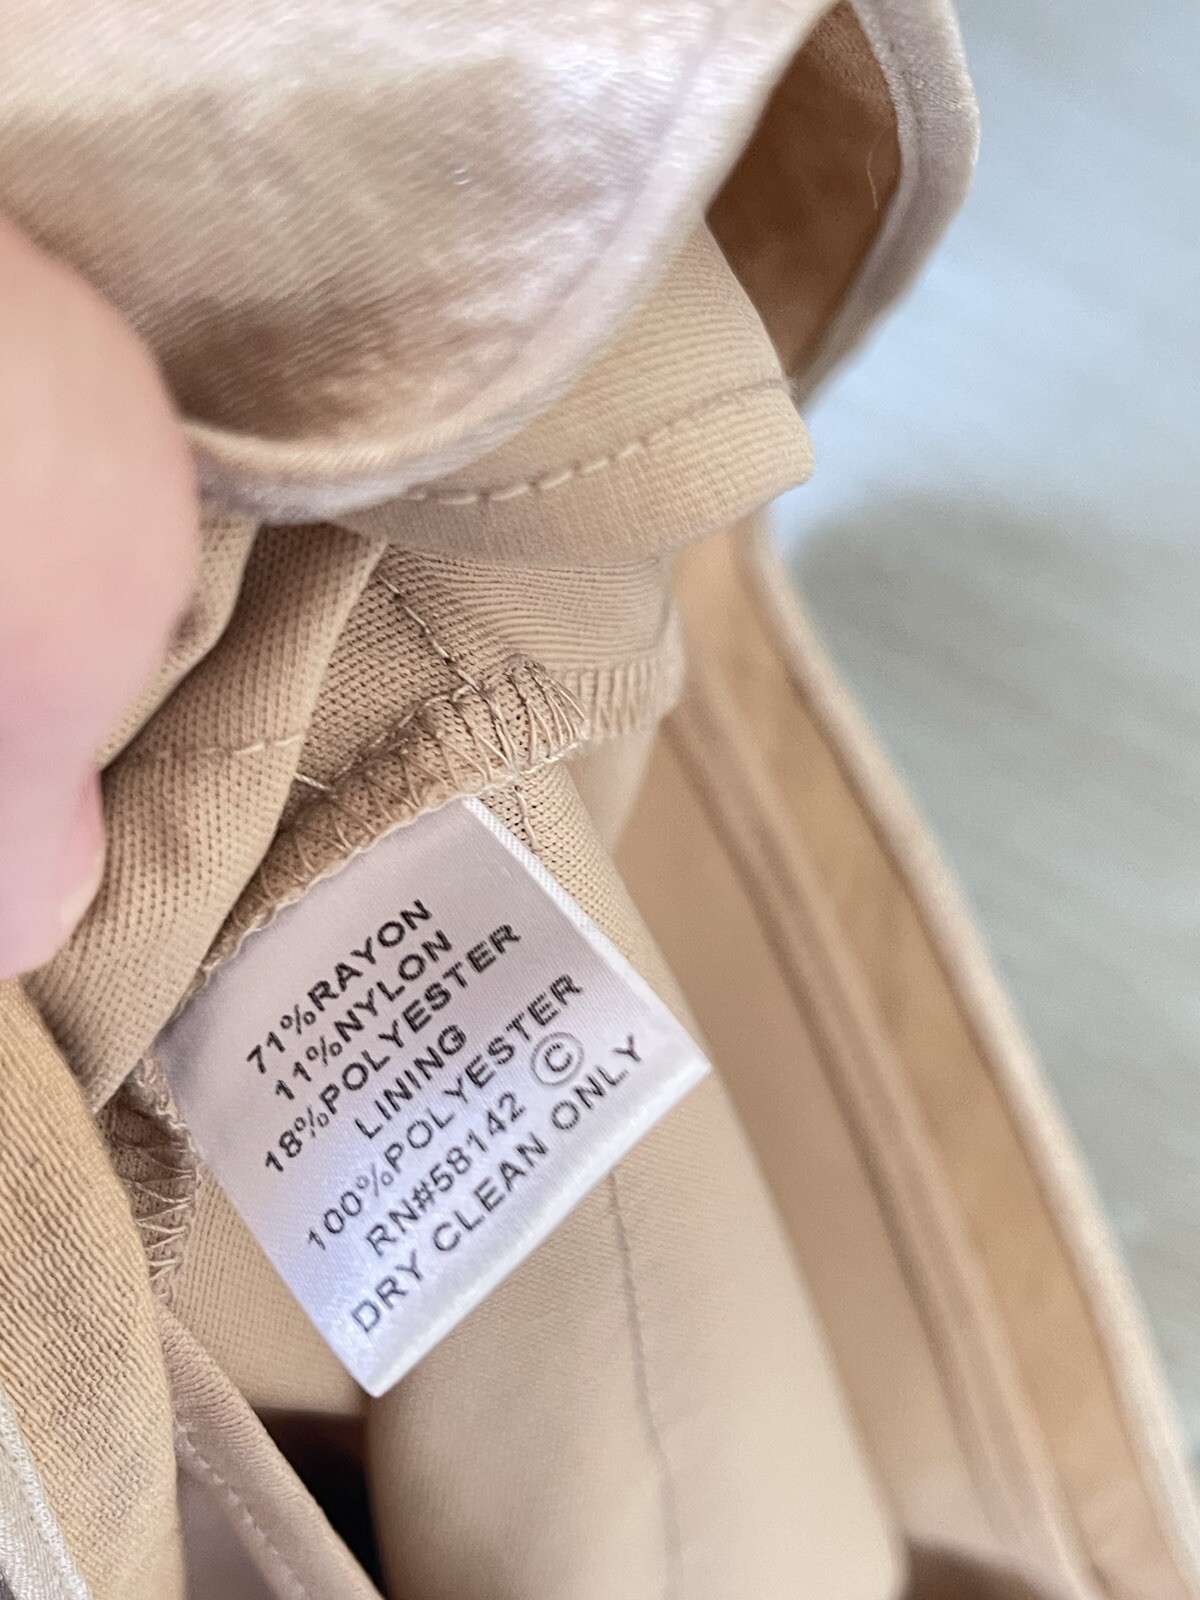 71%RAYON
11%NYLON
18%POLYESTER
LINING
100%POLYESTER
RN#58142 Ⓒ
DRY CLEAN ONLY